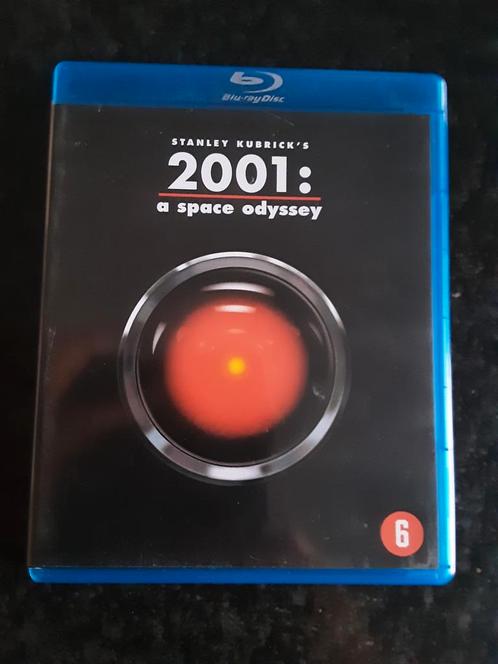 Blu-ray Disc
STANLEY KUBRICK'S
2001:
a space odyssey
6